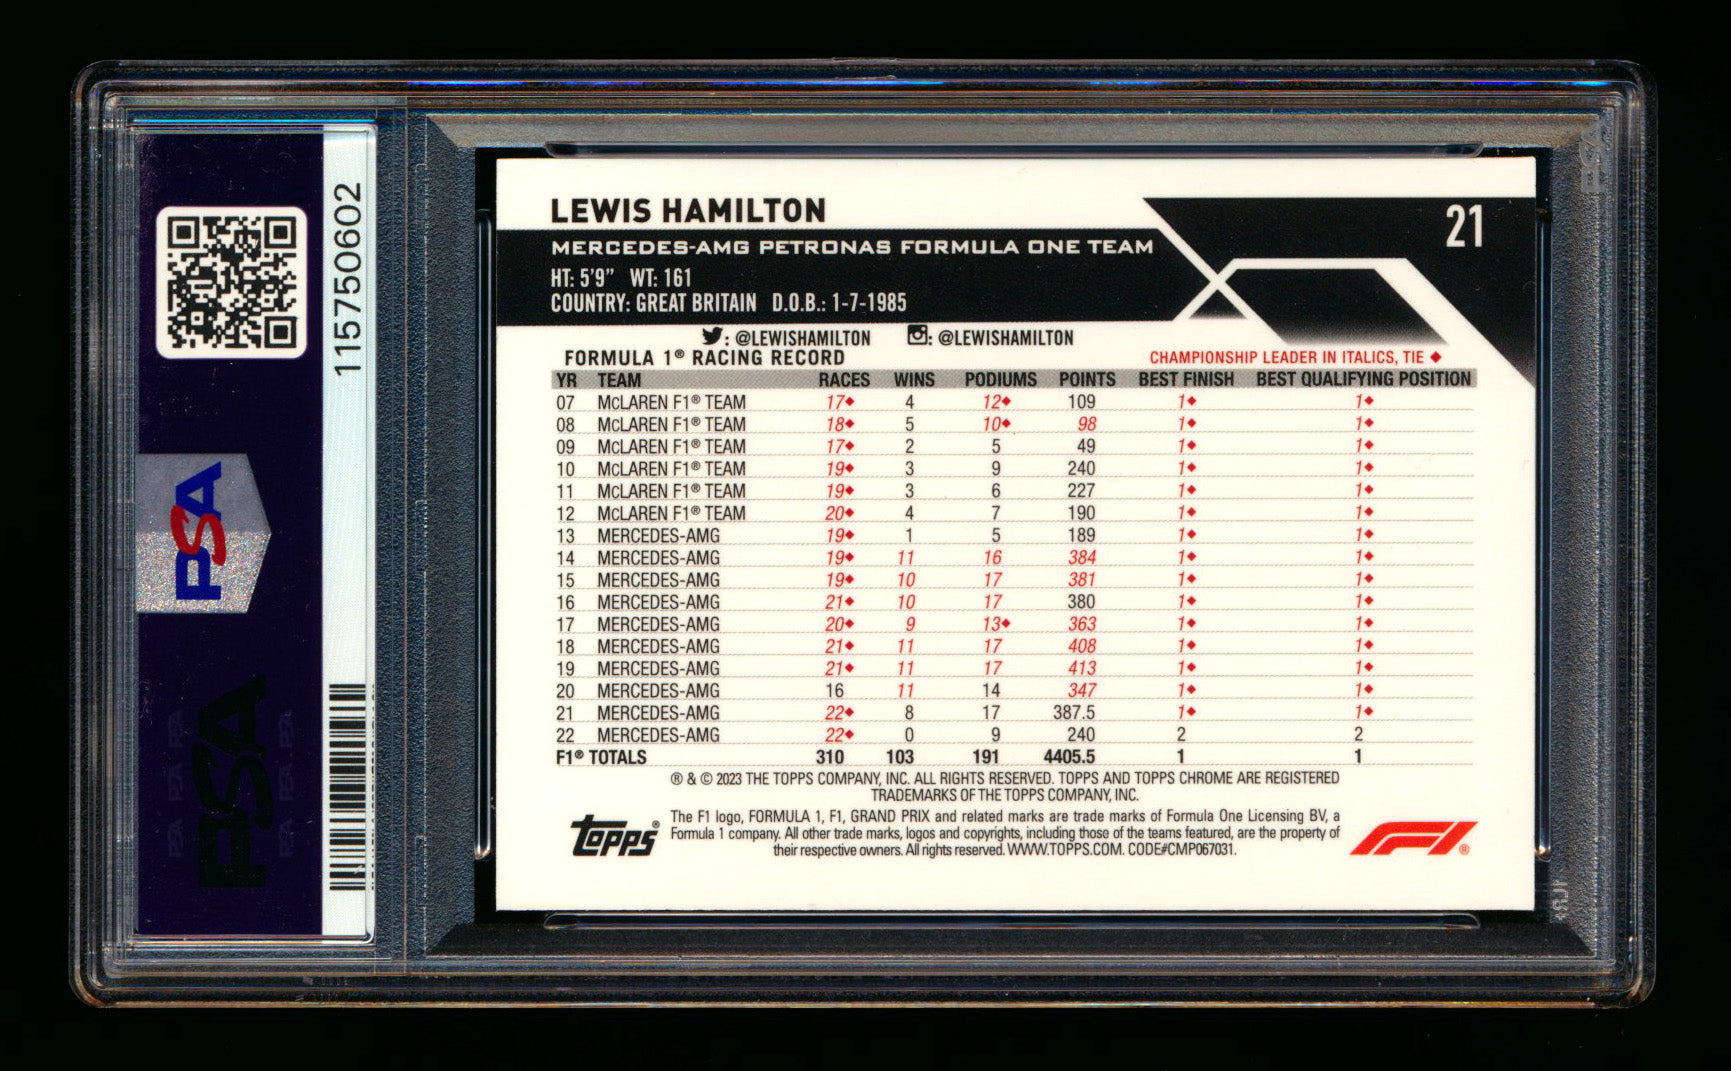 115750602
PSA
PSA
LEWIS HAMILTON
21
MERCEDES-AMG PETRONAS FORMULA ONE TEAM
HT: 5'9" WT: 161
COUNTRY: GREAT BRITAIN D.O.B.: 1-7-1985
: @LEWISHAMILTON : @LEWISHAMILTON
FORMULA 1® RACING RECORD CHAMPIONSHIP LEADER IN ITALICS, TIE ♦
YR TEAM RACES WINS PODIUMS POINTS BEST FINISH BEST QUALIFYING POSITION
07 McLAREN F1® TEAM 17♦ 4 12♦ 109 1♦ 1♦
08 McLAREN F1® TEAM 18♦ 5 10♦ 98 1♦ 1♦
09 McLAREN F1® TEAM 17♦ 2 5 49 1♦ 1♦
10 McLAREN F1® TEAM 19♦ 3 9 240 1♦ 1♦
11 McLAREN F1® TEAM 19♦ 3 6 227 1♦ 1♦
12 McLAREN F1® TEAM 20♦ 4 7 190 1♦ 1♦
13 MERCEDES-AMG 19♦ 1 5 189 1♦ 1♦
14 MERCEDES-AMG 19♦ 11 16 384 1♦ 1♦
15 MERCEDES-AMG 19♦ 10 17 381 1♦ 1♦
16 MERCEDES-AMG 21♦ 10 17 380 1♦ 1♦
17 MERCEDES-AMG 20♦ 9 13♦ 363 1♦ 1♦
18 MERCEDES-AMG 21♦ 11 17 408 1♦ 1♦
19 MERCEDES-AMG 21♦ 11 17 413 1♦ 1♦
20 MERCEDES-AMG 16 11 14 347 1♦ 1♦
21 MERCEDES-AMG 22♦ 8 17 387.5 1♦ 1♦
22 MERCEDES-AMG 22♦ 0 9 240 2 2
F1® TOTALS 310 103 191 4405.5 1 1
® & © 2023 THE TOPPS COMPANY, INC. ALL RIGHTS RESERVED. TOPPS AND TOPPS CHROME ARE REGISTERED
TRADEMARKS OF THE TOPPS COMPANY, INC.
The F1 logo, FORMULA 1, F1, GRAND PRIX and related marks are trade marks of Formula One Licensing BV, a
Formula 1 company. All other trade marks, logos and copyrights, including those of the teams featured, are the property of
their respective owners. All rights reserved. WWW.TOPPS.COM. CODE#CMP067031.
Topps®
F1®